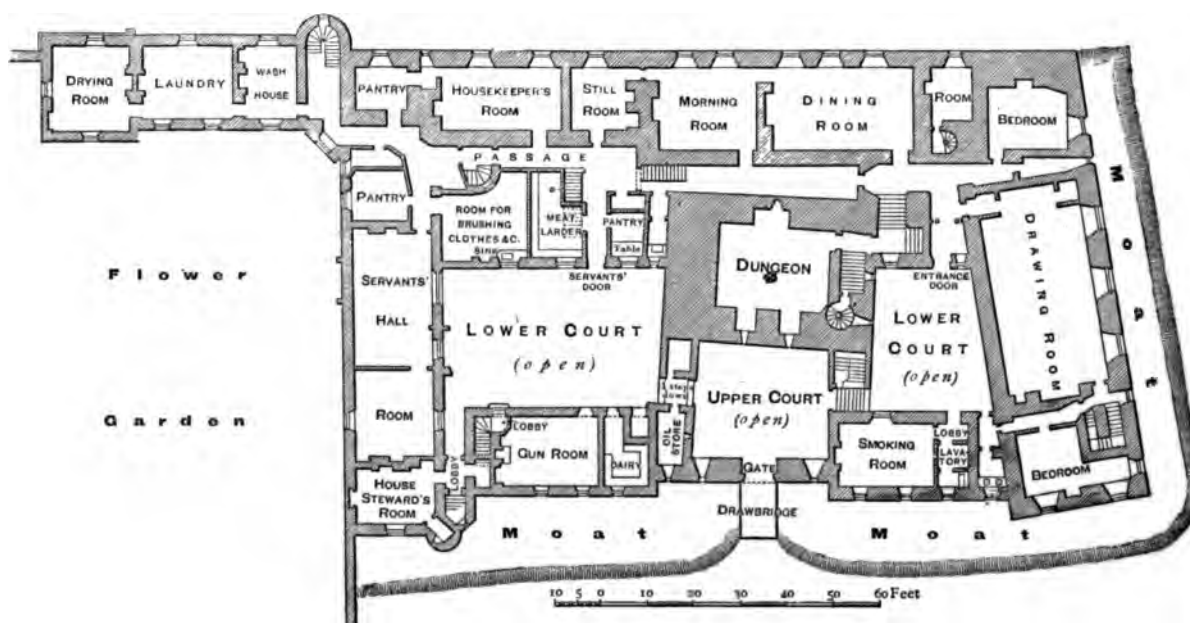 DRYING
ROOM
LAUNDRY
WASH
HOUSE
PANTRY
HOUSEKEEPER'S
ROOM
STILL
ROOM
MORNING
ROOM
DINING
ROOM
ROOM
BEDROOM
PASSAGE
PANTRY
ROOM FOR
BRUSHING
CLOTHES &C.
SINK
MEAT
LARDER
PANTRY
Table
SERVANTS'
DOOR
DUNGEON
ENTRANCE
DOOR
DRAWING ROOM
Moat
Flower
Garden
SERVANTS'
HALL
LOWER COURT
(open)
LOWER
COURT
(open)
UPPER COURT
(open)
ROOM
LOBBY
GUN ROOM
DAIRY
OIL
STORE
GATE
SMOKING
ROOM
LOBBY
LAVA-
TORY
BEDROOM
HOUSE
STEWARD'S
ROOM
LOBBY
DRAWBRIDGE
Moat
Moat
10 5 0 10 20 30 40 50 60 Feet